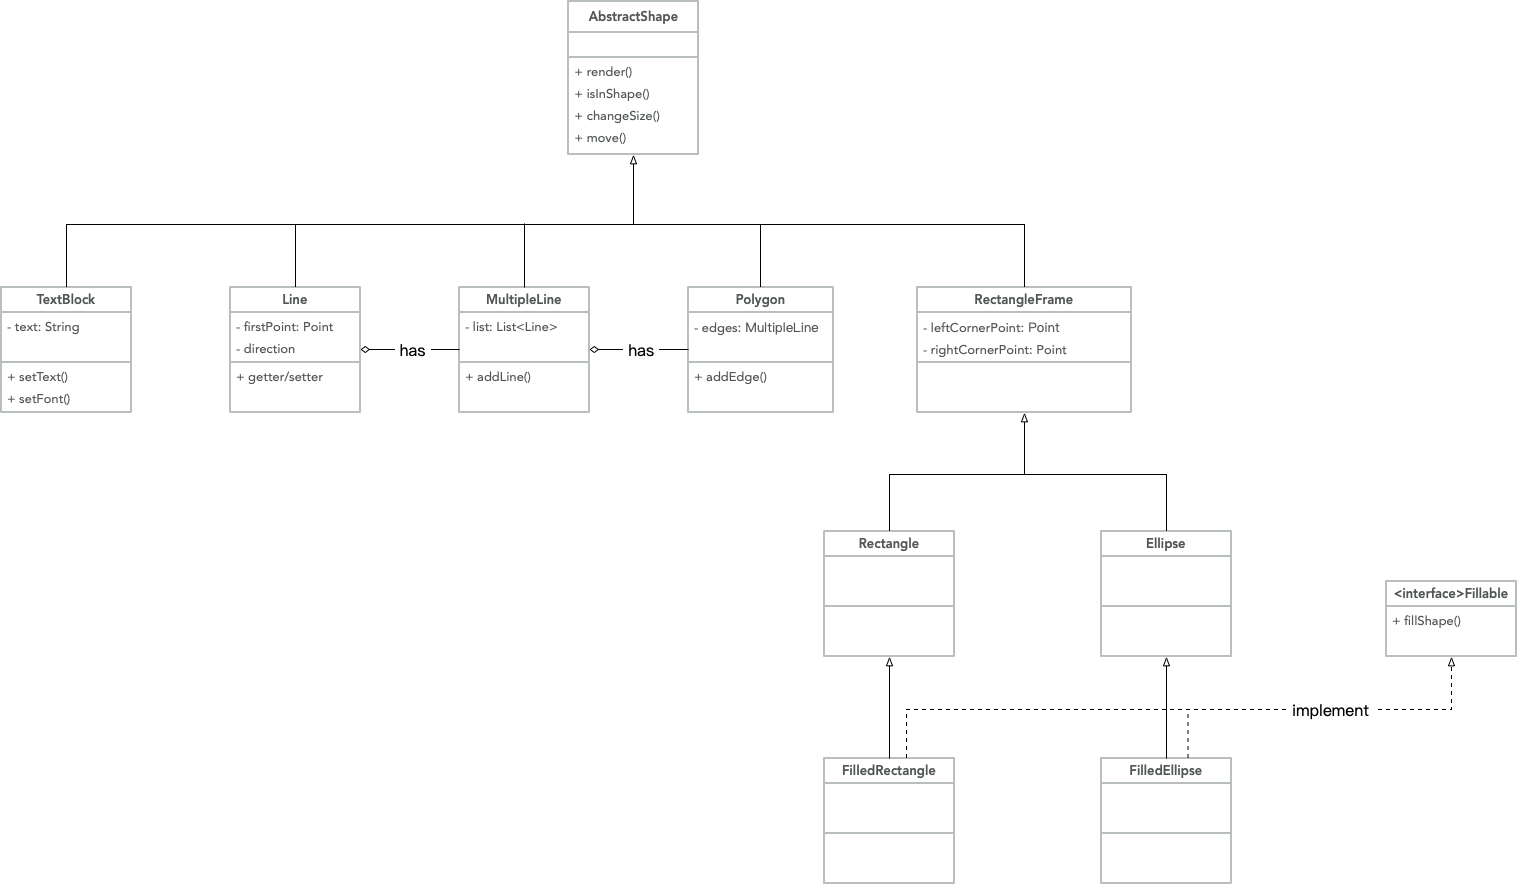 AbstractShape
+ render()
+ isInShape()
+ changeSize()
+ move()
TextBlock
- text: String
+ setText()
+ setFont()
Line
- firstPoint: Point
- direction
+ getter/setter
has
MultipleLine
- list: List<Line>
+ addLine()
has
Polygon
- edges: MultipleLine
+ addEdge()
RectangleFrame
- leftCornerPoint: Point
- rightCornerPoint: Point
Rectangle
Ellipse
<interface>Fillable
+ fillShape()
implement
FilledRectangle
FilledEllipse